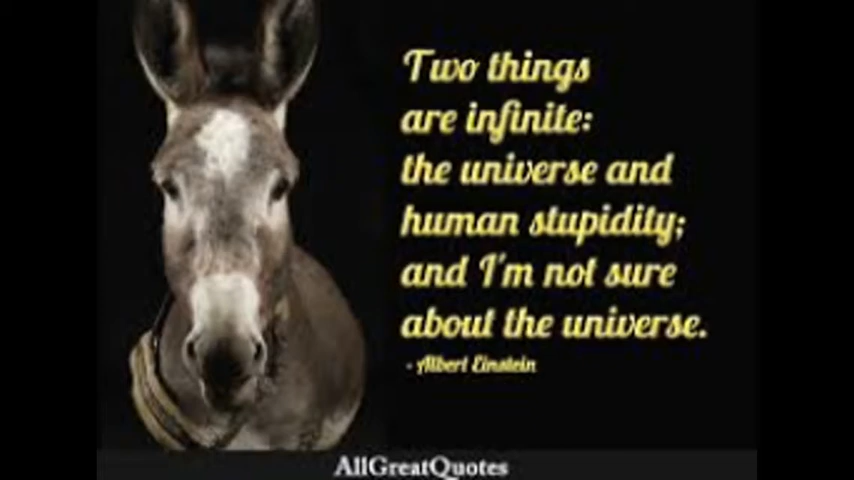 Two things
are infinite:
the universe and
human stupidity;
and I'm not sure
about the universe.
- Albert Einstein
AllGreatQuotes